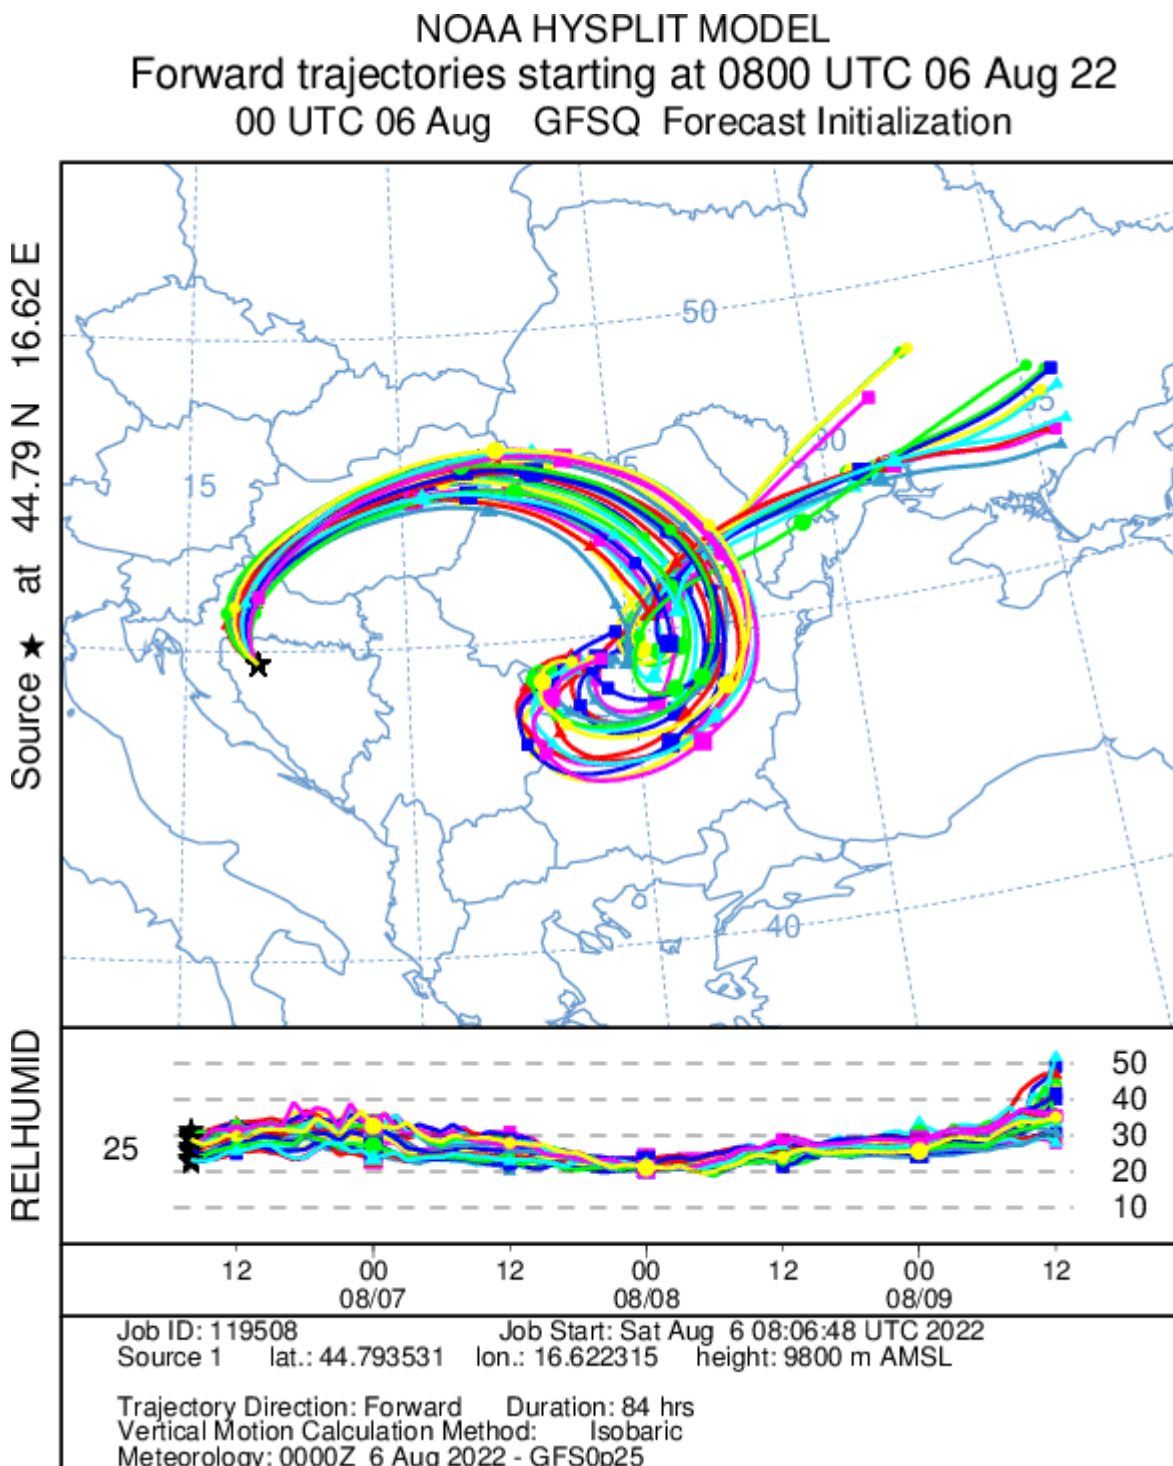 NOAA HYSPLIT MODEL
Forward trajectories starting at 0800 UTC 06 Aug 22
00 UTC 06 Aug GFSQ Forecast Initialization
Source ★ at 44.79 N 16.62 E
50
15
25
30
35
40
RELHUMID
25
50
40
30
20
10
12 00 12 00 12 00 12
08/07 08/08 08/09
Job ID: 119508 Job Start: Sat Aug 6 08:06:48 UTC 2022
Source 1 lat.: 44.793531 lon.: 16.622315 height: 9800 m AMSL
Trajectory Direction: Forward Duration: 84 hrs
Vertical Motion Calculation Method: Isobaric
Meteorology: 0000Z 6 Aug 2022 - GFS0p25